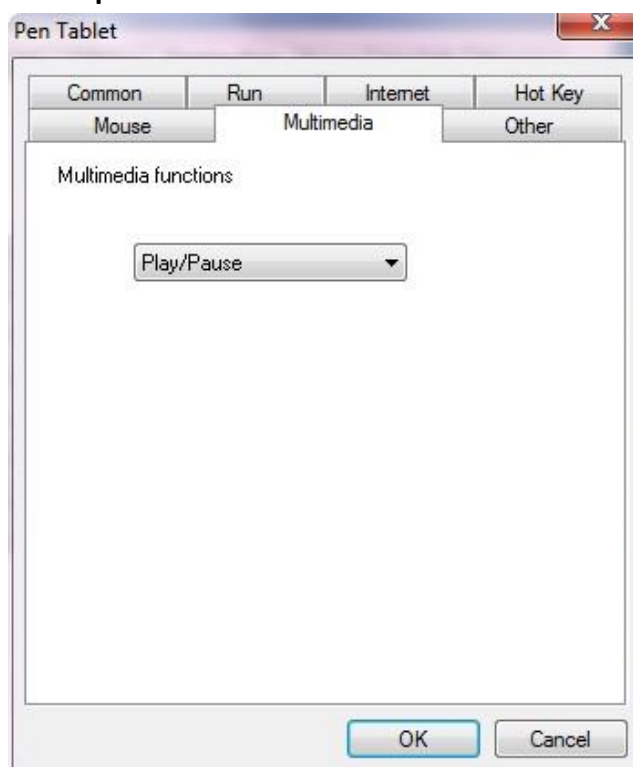 Pen Tablet
Common Run Internet Hot Key
Mouse Multimedia Other
Multimedia functions
Play/Pause
OK Cancel